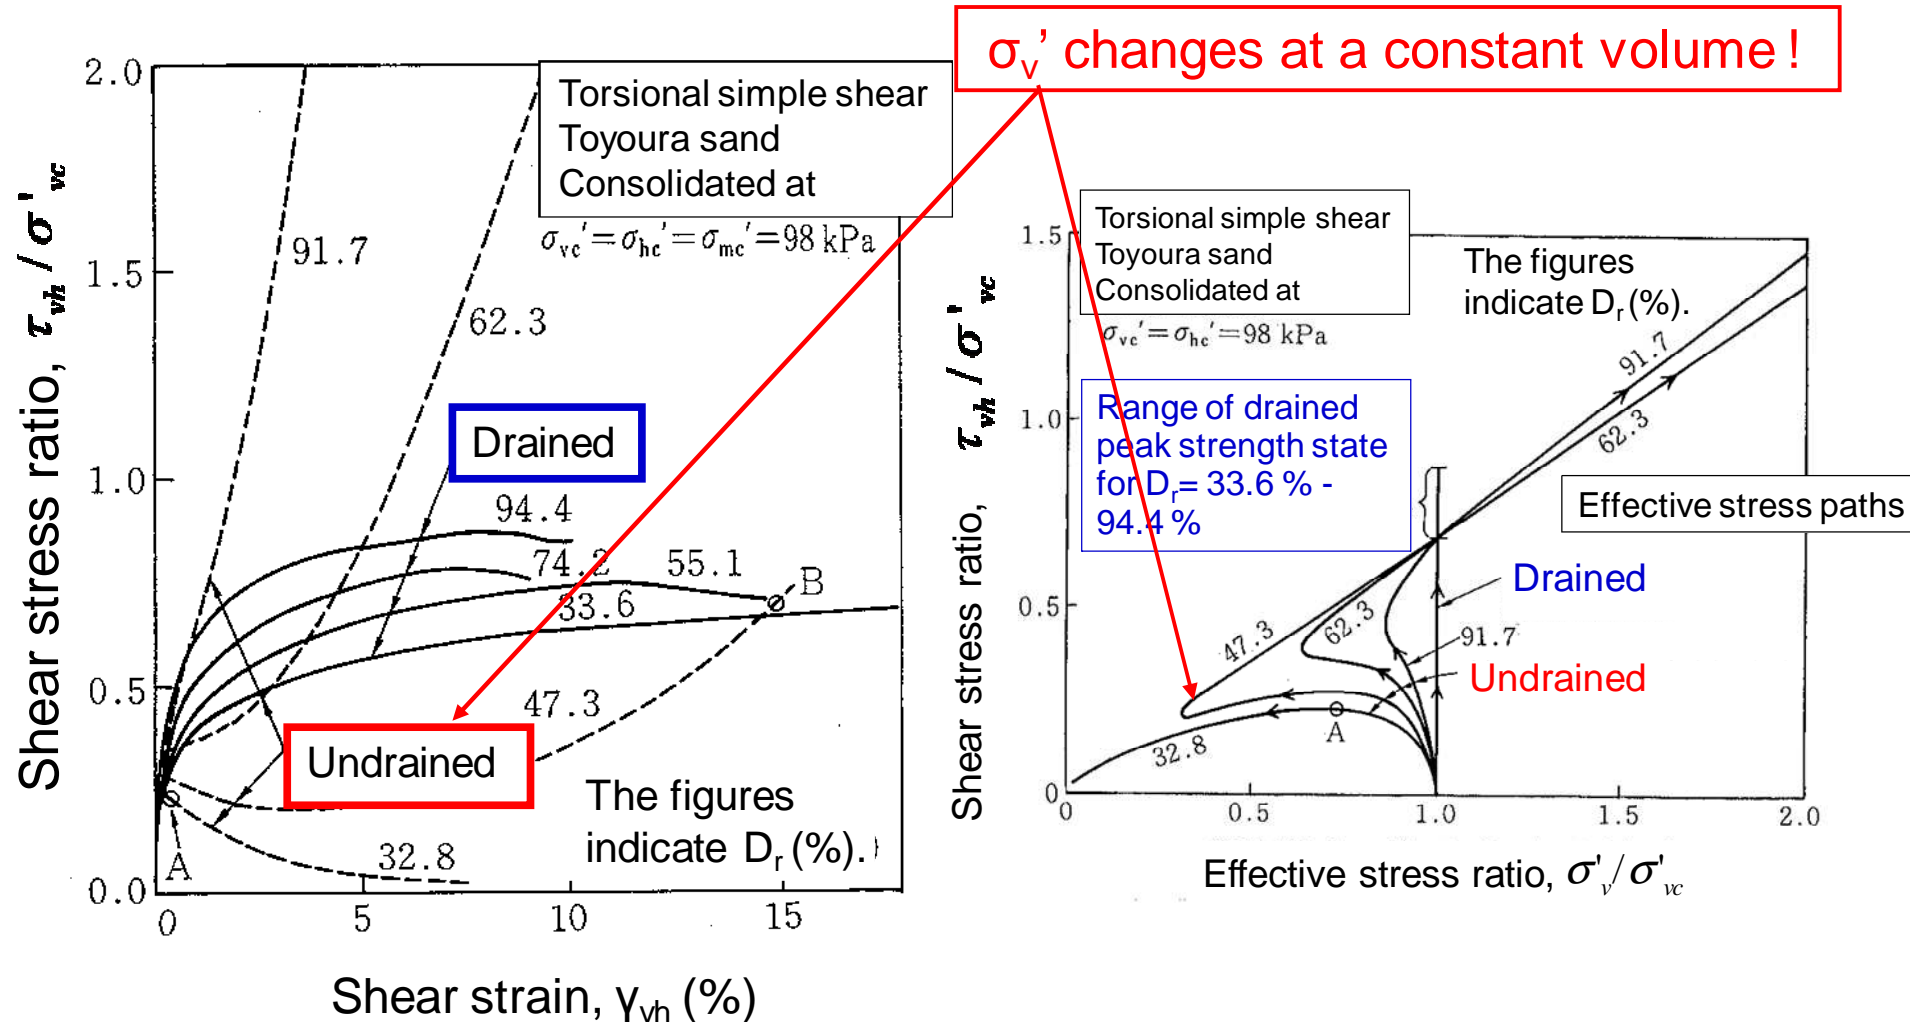 σv' changes at a constant volume !
Shear stress ratio, τvh / σ'vc
2.0
1.5
1.0
0.5
0.0
0
5
10
15
Shear strain, γvh (%)
Torsional simple shear
Toyoura sand
Consolidated at
σvc'=σhc'=σmc'=98 kPa
91.7
62.3
Drained
94.4
74.2
55.1
33.6
B
47.3
Undrained
32.8
A
The figures
indicate Dr (%).
Shear stress ratio, τvh / σ'vc
1.5
1.0
0.5
0
0
0.5
1.0
1.5
2.0
Effective stress ratio, σ'v/σ'vc
Torsional simple shear
Toyoura sand
Consolidated at
σvc'=σhc'=98 kPa
The figures
indicate Dr (%).
Range of drained
peak strength state
for Dr= 33.6 % -
94.4 %
91.7
62.3
Effective stress paths
Drained
47.3
62.3
91.7
Undrained
A
32.8